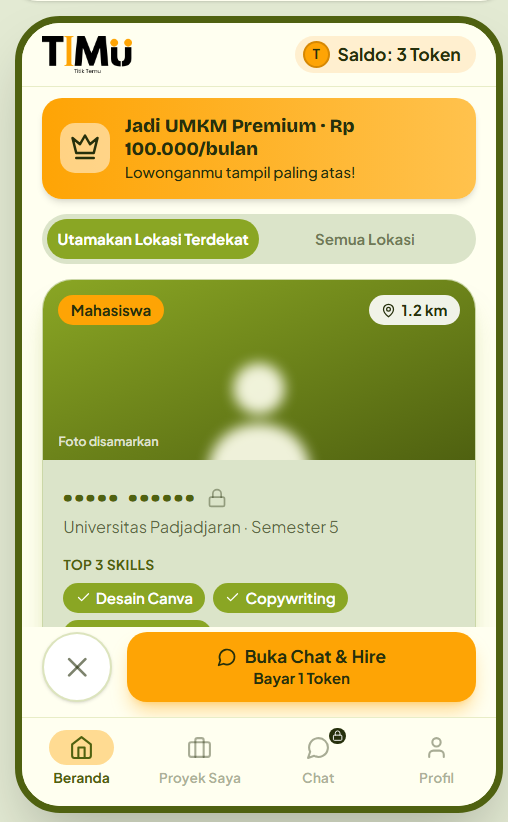 TIMU
Titik Temu
T
Saldo: 3 Token
Jadi UMKM Premium · Rp
100.000/bulan
Lowonganmu tampil paling atas!
Utamakan Lokasi Terdekat
Semua Lokasi
Mahasiswa
1.2 km
Foto disamarkan
Universitas Padjadjaran · Semester 5
TOP 3 SKILLS
Desain Canva
Copywriting
Buka Chat & Hire
Bayar 1 Token
Beranda
Proyek Saya
Chat
Profil